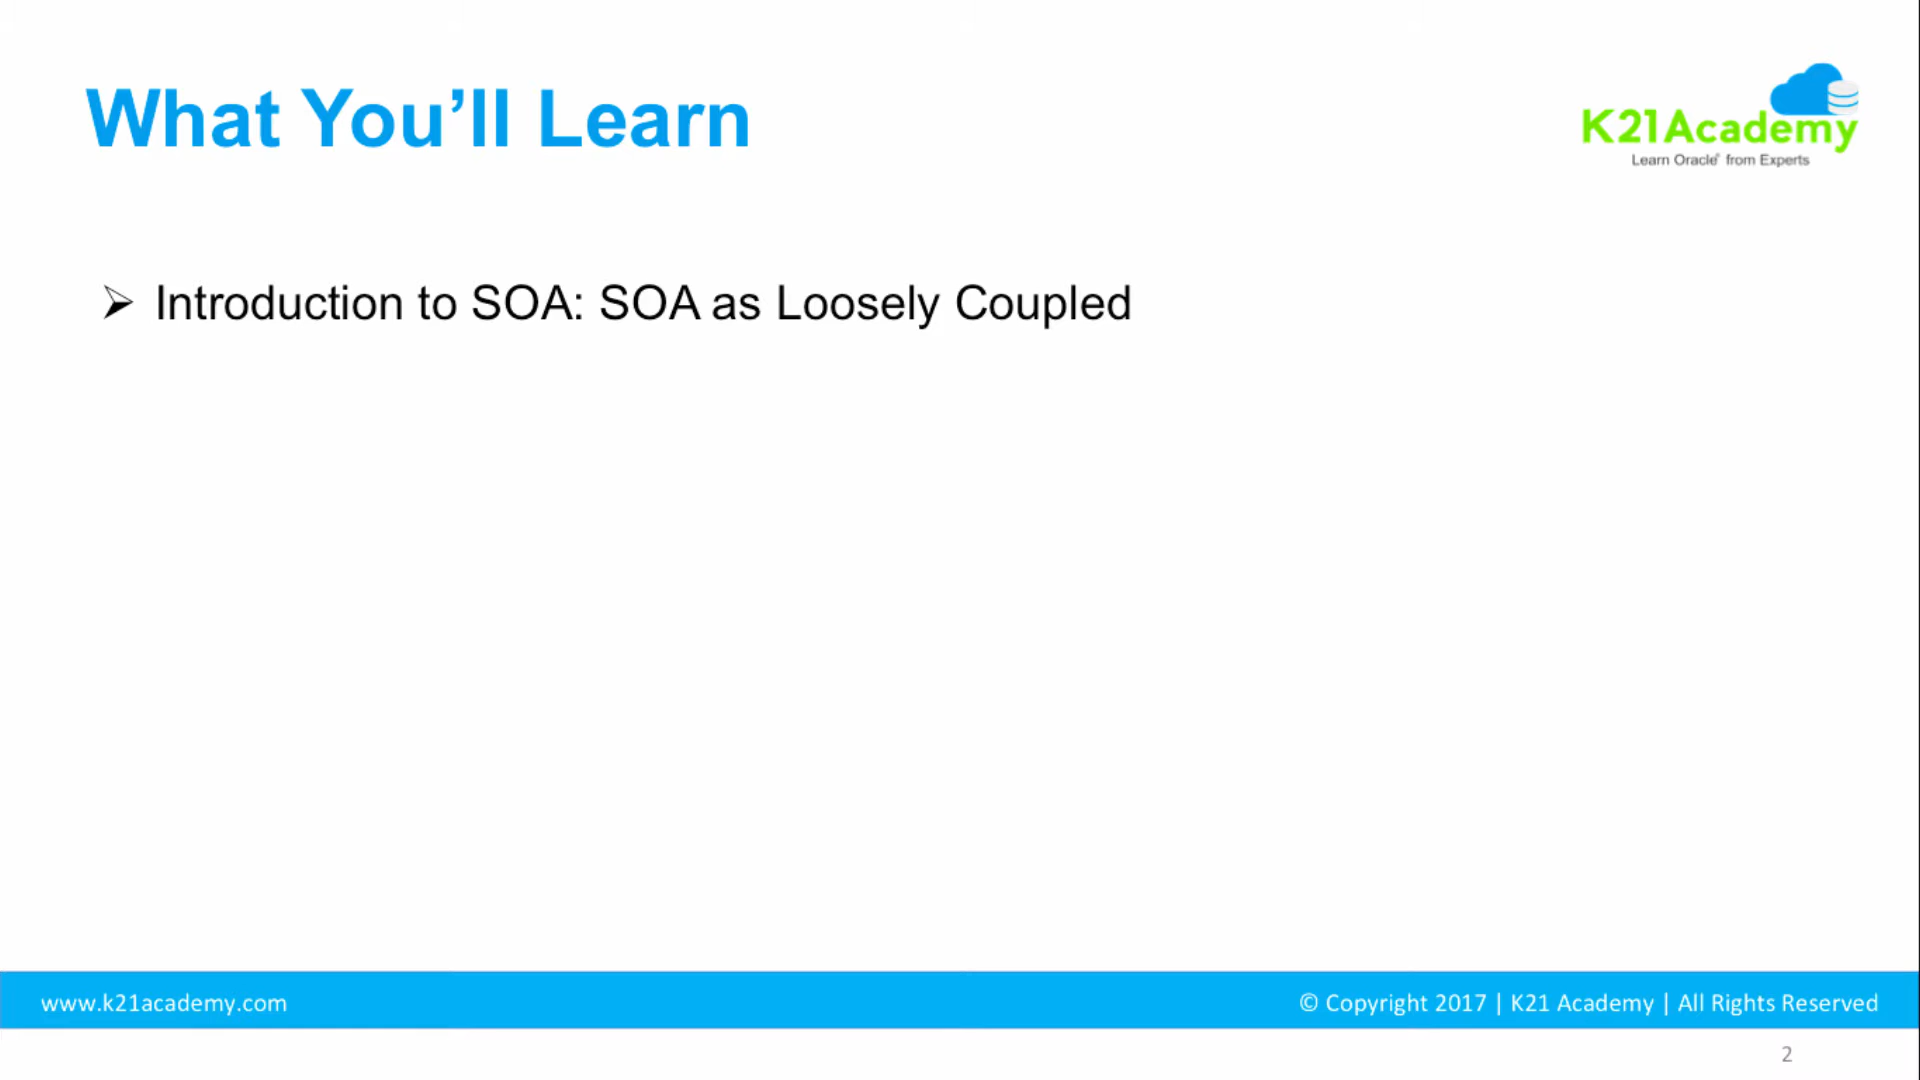 What You’ll Learn
K21Academy
Learn Oracle® from Experts
➢ Introduction to SOA: SOA as Loosely Coupled
www.k21academy.com
© Copyright 2017 | K21 Academy | All Rights Reserved
2